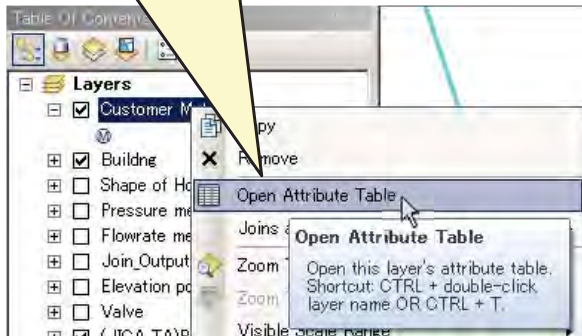 Table Of Contents
Layers
Customer M
Copy
Buildng
Remove
Shape of Ho
Open Attribute Table
Pressure me
Flowrate me
Joins a
Open Attribute Table
Join_Output
Zoom
Open this layer's attribute table.
Elevation po
Shortcut: CTRL + double-click
Zoom
layer name OR CTRL + T.
Valve
(JICA-TA)P
Visible Scale Range